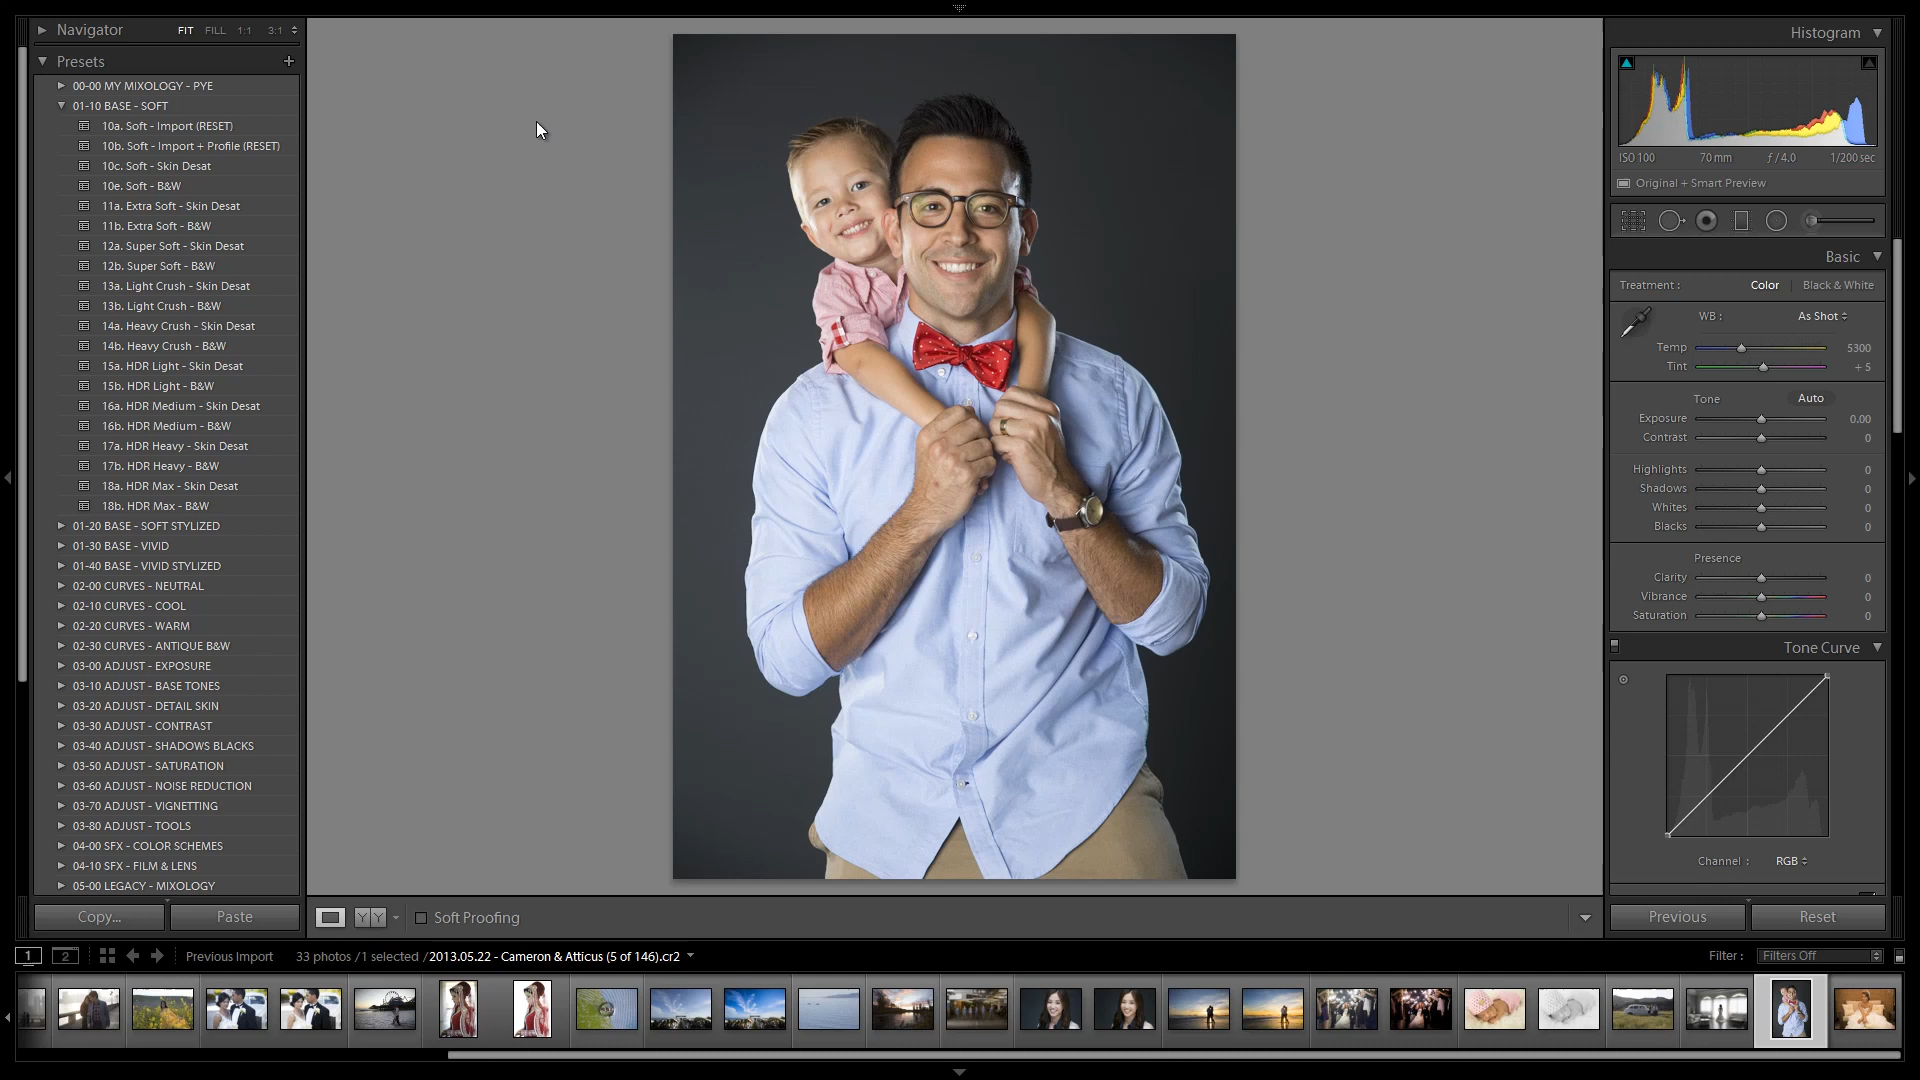 Navigator FIT FILL 1:1 3:1
Presets +
00-00 MY MIXOLOGY - PYE
01-10 BASE - SOFT
10a. Soft - Import (RESET)
10b. Soft - Import + Profile (RESET)
10c. Soft - Skin Desat
10e. Soft - B&W
11a. Extra Soft - Skin Desat
11b. Extra Soft - B&W
12a. Super Soft - Skin Desat
12b. Super Soft - B&W
13a. Light Crush - Skin Desat
13b. Light Crush - B&W
14a. Heavy Crush - Skin Desat
14b. Heavy Crush - B&W
15a. HDR Light - Skin Desat
15b. HDR Light - B&W
16a. HDR Medium - Skin Desat
16b. HDR Medium - B&W
17a. HDR Heavy - Skin Desat
17b. HDR Heavy - B&W
18a. HDR Max - Skin Desat
18b. HDR Max - B&W
01-20 BASE - SOFT STYLIZED
01-30 BASE - VIVID
01-40 BASE - VIVID STYLIZED
02-00 CURVES - NEUTRAL
02-10 CURVES - COOL
02-20 CURVES - WARM
02-30 CURVES - ANTIQUE B&W
03-00 ADJUST - EXPOSURE
03-10 ADJUST - BASE TONES
03-20 ADJUST - DETAIL SKIN
03-30 ADJUST - CONTRAST
03-40 ADJUST - SHADOWS BLACKS
03-50 ADJUST - SATURATION
03-60 ADJUST - NOISE REDUCTION
03-70 ADJUST - VIGNETTING
03-80 ADJUST - TOOLS
04-00 SFX - COLOR SCHEMES
04-10 SFX - FILM & LENS
05-00 LEGACY - MIXOLOGY
Copy... Paste
YY Soft Proofing
Histogram
ISO 100 70 mm f / 4.0 1/200 sec
Original + Smart Preview
Basic
Treatment : Color | Black & White
WB : As Shot
Temp 5300
Tint + 5
Tone Auto
Exposure 0.00
Contrast 0
Highlights 0
Shadows 0
Whites 0
Blacks 0
Presence
Clarity 0
Vibrance 0
Saturation 0
Tone Curve
Channel : RGB
Previous Reset
1 2 Previous Import 33 photos /1 selected /2013.05.22 - Cameron & Atticus (5 of 146).cr2 Filter : Filters Off